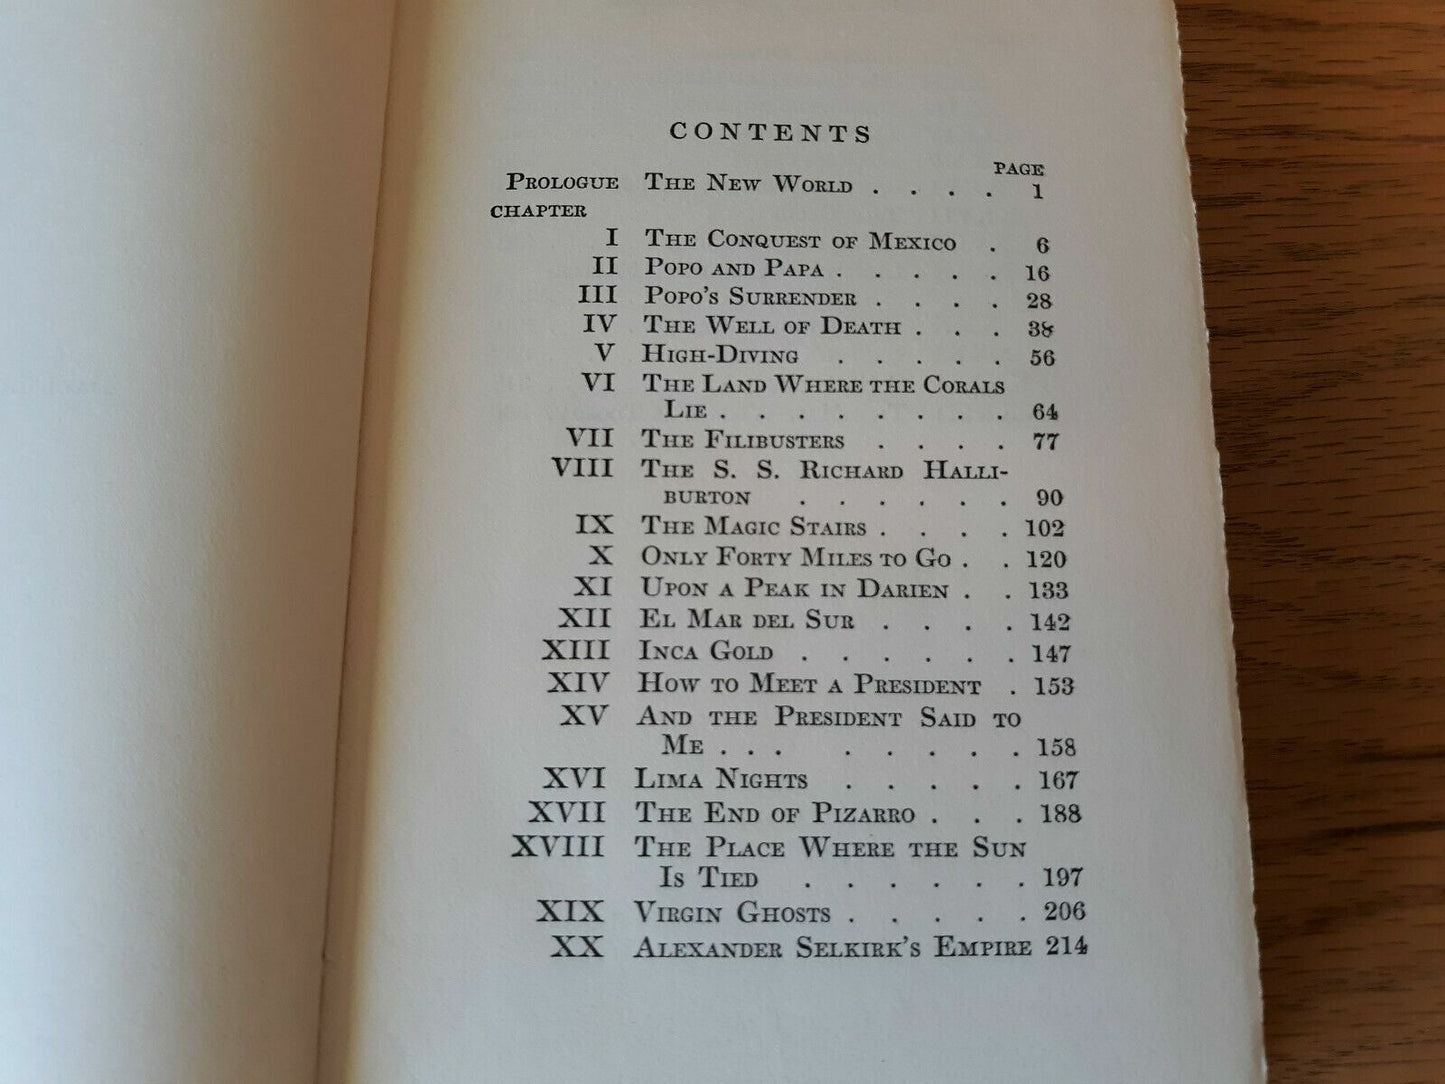 CONTENTS
PAGE
PROLOGUE THE NEW WORLD . . . . 1
CHAPTER
I THE CONQUEST OF MEXICO . 6
II POPO AND PAPA . . . . . 16
III POPO'S SURRENDER . . . . 28
IV THE WELL OF DEATH . . . 38
V HIGH-DIVING . . . . . 56
VI THE LAND WHERE THE CORALS
LIE . . . . . . . . 64
VII THE FILIBUSTERS . . . . 77
VIII THE S. S. RICHARD HALLI-
BURTON . . . . . . 90
IX THE MAGIC STAIRS . . . . 102
X ONLY FORTY MILES TO GO . . 120
XI UPON A PEAK IN DARIEN . . 133
XII EL MAR DEL SUR . . . . 142
XIII INCA GOLD . . . . . . 147
XIV HOW TO MEET A PRESIDENT . 153
XV AND THE PRESIDENT SAID TO
ME . . . . . . . . 158
XVI LIMA NIGHTS . . . . . 167
XVII THE END OF PIZARRO . . . 188
XVIII THE PLACE WHERE THE SUN
IS TIED . . . . . . 197
XIX VIRGIN GHOSTS . . . . . 206
XX ALEXANDER SELKIRK'S EMPIRE 214